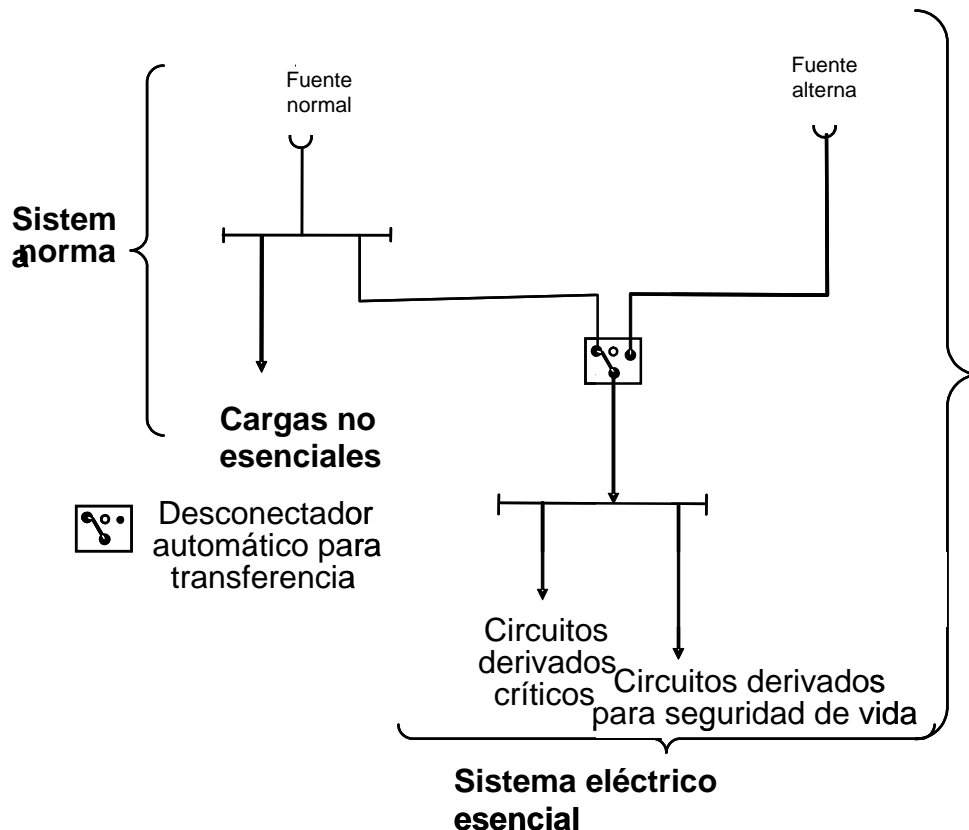 Fuente
normal
Fuente
alterna
Sistem
a
norma
Cargas no
esenciales
Desconectador
automático para
transferencia
Circuitos
derivados
críticos
Circuitos derivados
para seguridad de vida
Sistema eléctrico
esencial